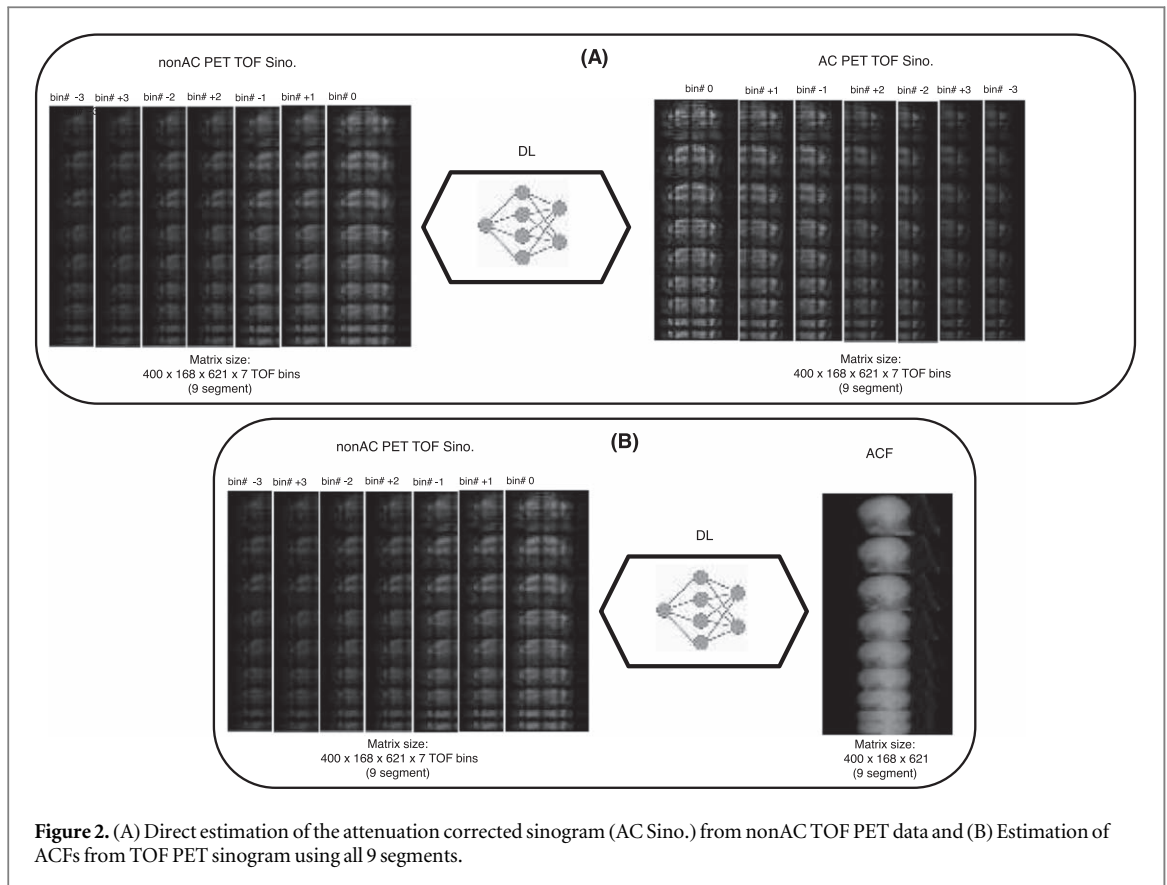 (A)
nonAC PET TOF Sino.
bin# -3 bin# +3 bin# -2 bin# +2 bin# -1 bin# +1 bin# 0
Matrix size:
400 x 168 x 621 x 7 TOF bins
(9 segment)
DL
AC PET TOF Sino.
bin# 0 bin# +1 bin# -1 bin# +2 bin# -2 bin# +3 bin# -3
Matrix size:
400 x 168 x 621 x 7 TOF bins
(9 segment)
(B)
nonAC PET TOF Sino.
bin# -3 bin# +3 bin# -2 bin# +2 bin# -1 bin# +1 bin# 0
Matrix size:
400 x 168 x 621 x 7 TOF bins
(9 segment)
DL
ACF
Matrix size:
400 x 168 x 621
(9 segment)
Figure 2. (A) Direct estimation of the attenuation corrected sinogram (AC Sino.) from nonAC TOF PET data and (B) Estimation of
ACFs from TOF PET sinogram using all 9 segments.